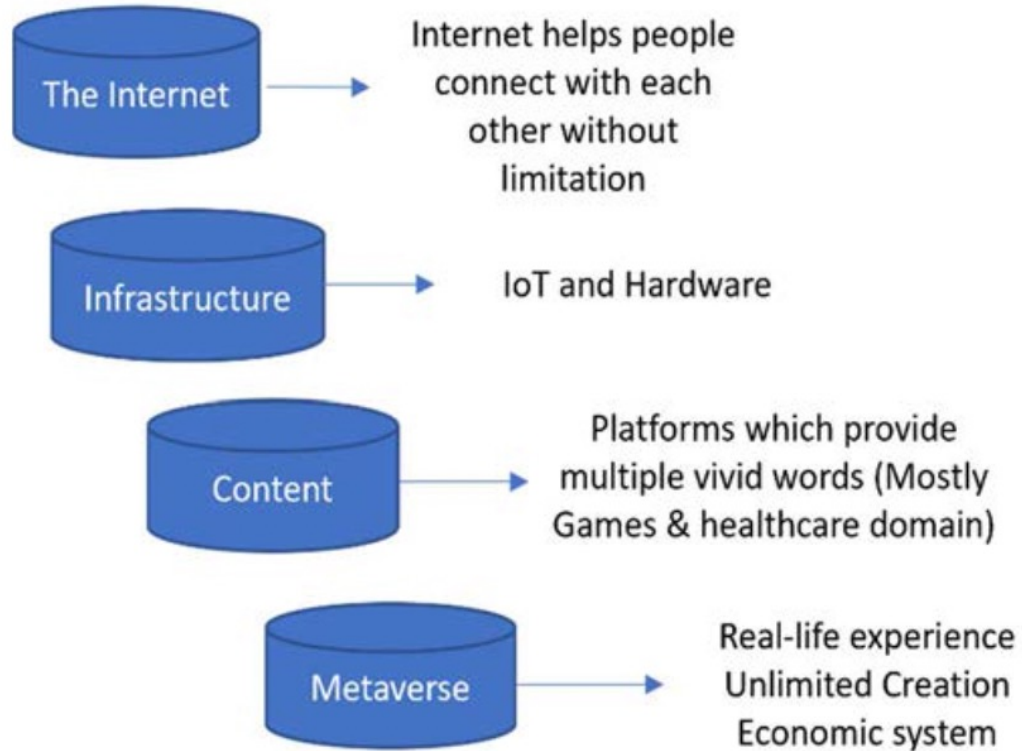 The Internet
Internet helps people
connect with each
other without
limitation
Infrastructure
IoT and Hardware
Content
Platforms which provide
multiple vivid words (Mostly
Games & healthcare domain)
Metaverse
Real-life experience
Unlimited Creation
Economic system